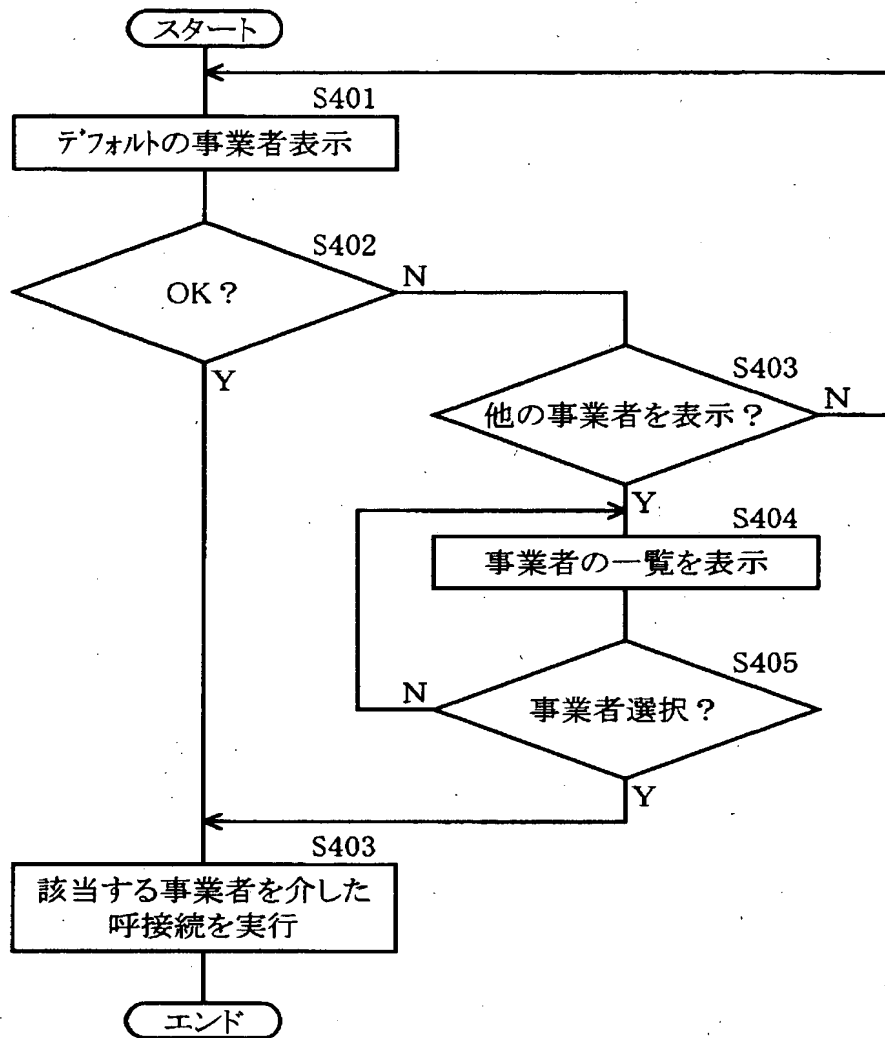 スタート
S401
デフォルトの事業者表示
S402
OK?
N
Y
S403
他の事業者を表示?
N
Y
S404
事業者の一覧を表示
S405
事業者選択?
N
Y
S403
該当する事業者を介した
呼接続を実行
エンド